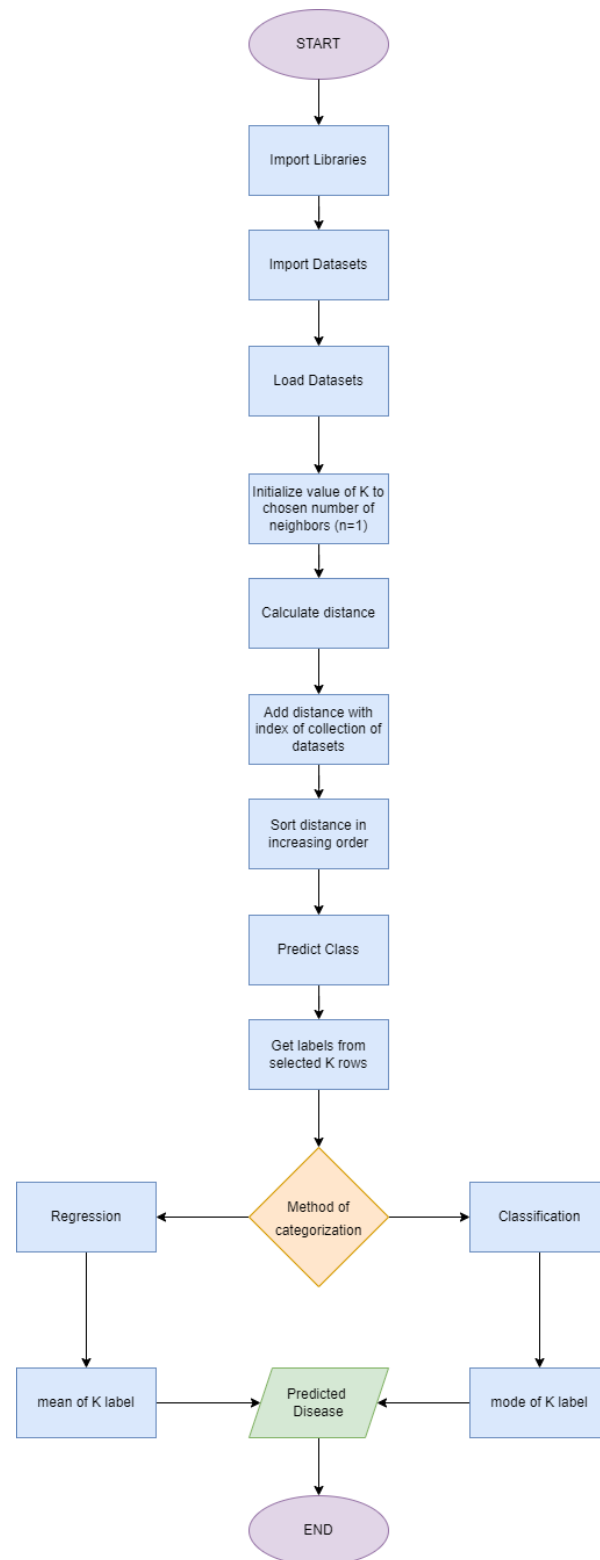 START
Import Libraries
Import Datasets
Load Datasets
Initialize value of K to
chosen number of
neighbors (n=1)
Calculate distance
Add distance with
index of collection of
datasets
Sort distance in
increasing order
Predict Class
Get labels from
selected K rows
Method of
categorization
Regression
Classification
mean of K label
Predicted
Disease
mode of K label
END